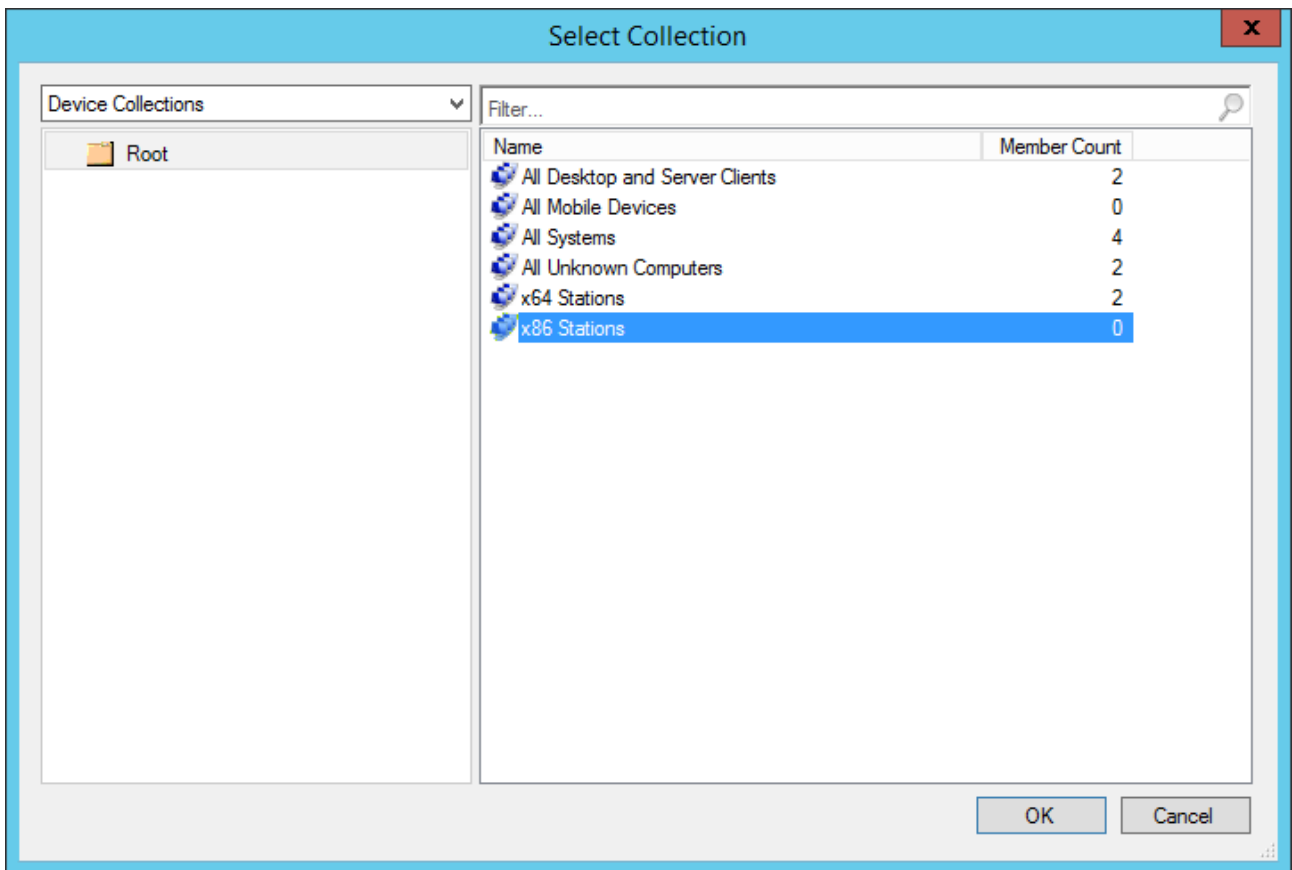 Select Collection
x
Device Collections
Filter...
Root
Name Member Count
All Desktop and Server Clients 2
All Mobile Devices 0
All Systems 4
All Unknown Computers 2
x64 Stations 2
x86 Stations 0
OK Cancel